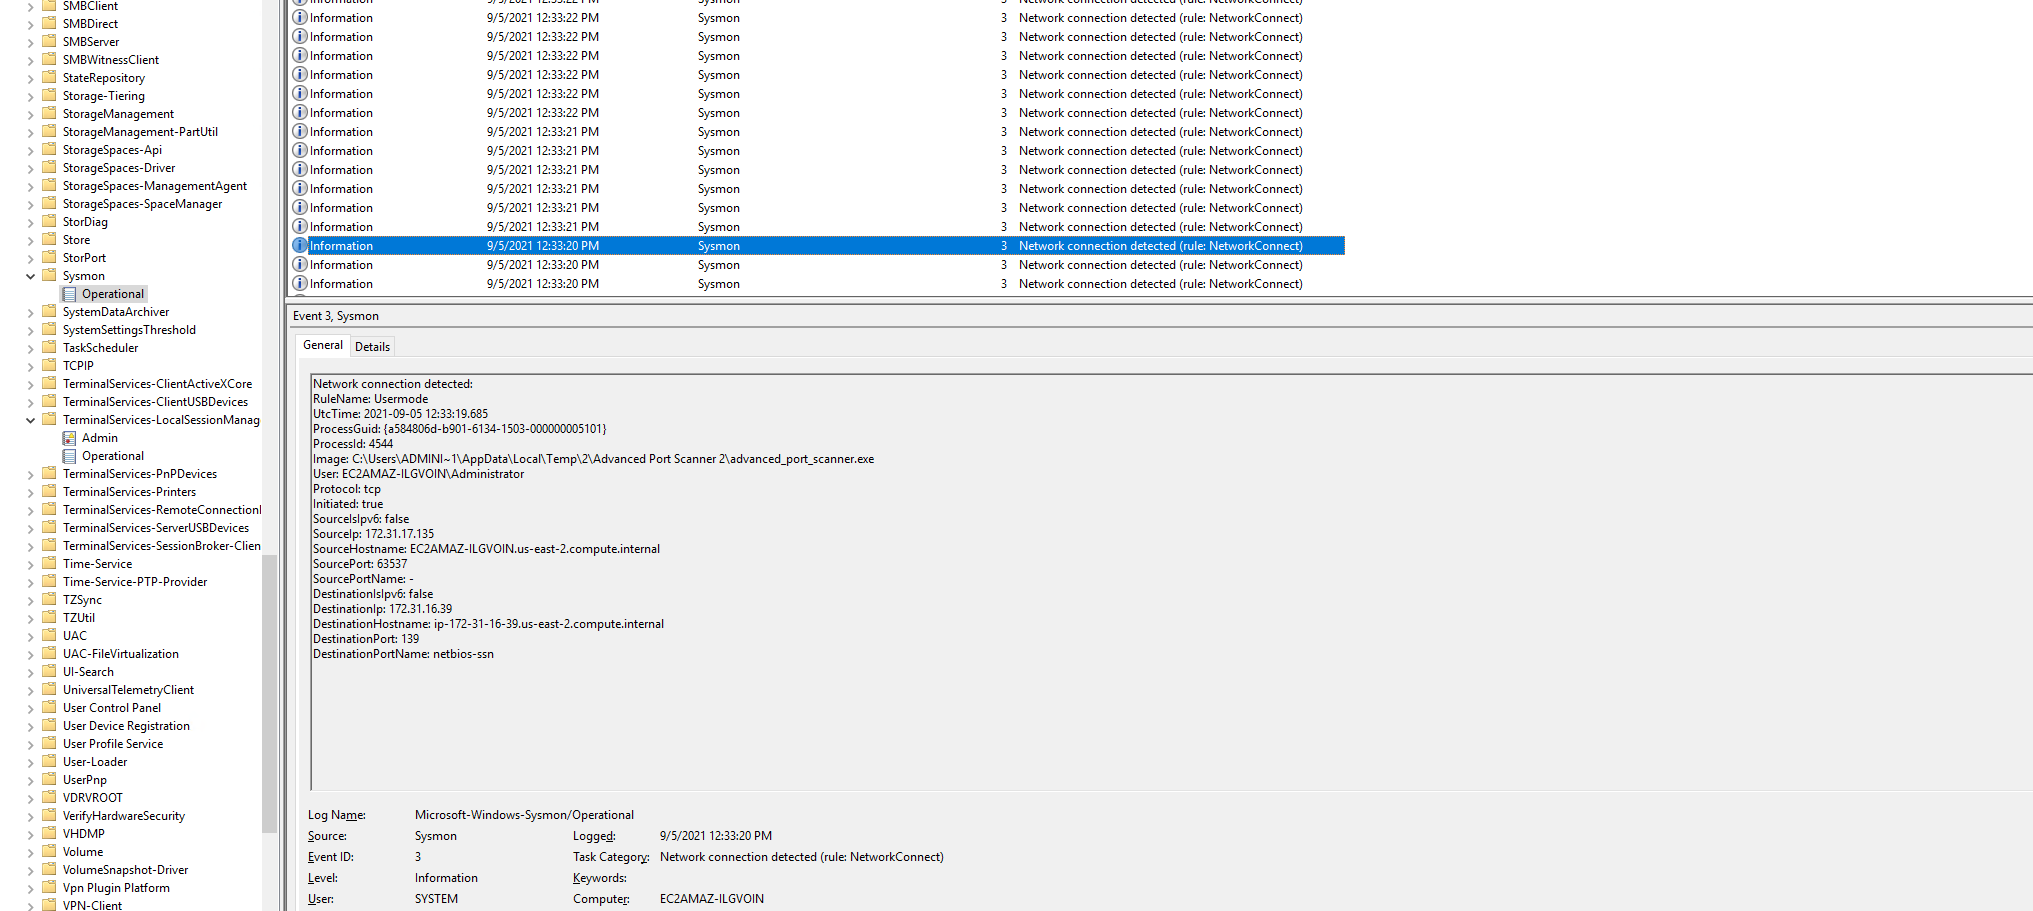 SMBClient
SMBDirect
SMBServer
SMBWitnessClient
StateRepository
Storage-Tiering
StorageManagement
StorageManagement-PartUtil
StorageSpaces-Api
StorageSpaces-Driver
StorageSpaces-ManagementAgent
StorageSpaces-SpaceManager
StorDiag
Store
StorPort
Sysmon
Operational
SystemDataArchiver
SystemSettingsThreshold
TaskScheduler
TCPIP
TerminalServices-ClientActiveXCore
TerminalServices-ClientUSBDevices
TerminalServices-LocalSessionManag
Admin
Operational
TerminalServices-PnPDevices
TerminalServices-Printers
TerminalServices-RemoteConnectionI
TerminalServices-ServerUSBDevices
TerminalServices-SessionBroker-Clien
Time-Service
Time-Service-PTP-Provider
TZSync
TZUtil
UAC
UAC-FileVirtualization
UI-Search
UniversalTelemetryClient
User Control Panel
User Device Registration
User Profile Service
User-Loader
UserPnp
VDRVROOT
VerifyHardwareSecurity
VHDMP
Volume
VolumeSnapshot-Driver
Vpn Plugin Platform
VPN-Client
Information 9/5/2021 12:33:22 PM Sysmon 3 Network connection detected (rule: NetworkConnect)
Information 9/5/2021 12:33:22 PM Sysmon 3 Network connection detected (rule: NetworkConnect)
Information 9/5/2021 12:33:22 PM Sysmon 3 Network connection detected (rule: NetworkConnect)
Information 9/5/2021 12:33:22 PM Sysmon 3 Network connection detected (rule: NetworkConnect)
Information 9/5/2021 12:33:22 PM Sysmon 3 Network connection detected (rule: NetworkConnect)
Information 9/5/2021 12:33:22 PM Sysmon 3 Network connection detected (rule: NetworkConnect)
Information 9/5/2021 12:33:21 PM Sysmon 3 Network connection detected (rule: NetworkConnect)
Information 9/5/2021 12:33:21 PM Sysmon 3 Network connection detected (rule: NetworkConnect)
Information 9/5/2021 12:33:21 PM Sysmon 3 Network connection detected (rule: NetworkConnect)
Information 9/5/2021 12:33:21 PM Sysmon 3 Network connection detected (rule: NetworkConnect)
Information 9/5/2021 12:33:21 PM Sysmon 3 Network connection detected (rule: NetworkConnect)
Information 9/5/2021 12:33:21 PM Sysmon 3 Network connection detected (rule: NetworkConnect)
Information 9/5/2021 12:33:20 PM Sysmon 3 Network connection detected (rule: NetworkConnect)
Information 9/5/2021 12:33:20 PM Sysmon 3 Network connection detected (rule: NetworkConnect)
Information 9/5/2021 12:33:20 PM Sysmon 3 Network connection detected (rule: NetworkConnect)
Event 3, Sysmon
General Details
Network connection detected:
RuleName: Usermode
UtcTime: 2021-09-05 12:33:19.685
ProcessGuid: {a584806d-b901-6134-1503-000000005101}
ProcessId: 4544
Image: C:\Users\ADMINI~1\AppData\Local\Temp\2\Advanced Port Scanner 2\advanced_port_scanner.exe
User: EC2AMAZ-ILGVOIN\Administrator
Protocol: tcp
Initiated: true
SourceIsIpv6: false
SourceIp: 172.31.17.135
SourceHostname: EC2AMAZ-ILGVOIN.us-east-2.compute.internal
SourcePort: 63537
SourcePortName: -
DestinationIsIpv6: false
DestinationIp: 172.31.16.39
DestinationHostname: ip-172-31-16-39.us-east-2.compute.internal
DestinationPort: 139
DestinationPortName: netbios-ssn
Log Name: Microsoft-Windows-Sysmon/Operational
Source: Sysmon Logged: 9/5/2021 12:33:20 PM
Event ID: 3 Task Category: Network connection detected (rule: NetworkConnect)
Level: Information Keywords:
User: SYSTEM Computer: EC2AMAZ-ILGVOIN